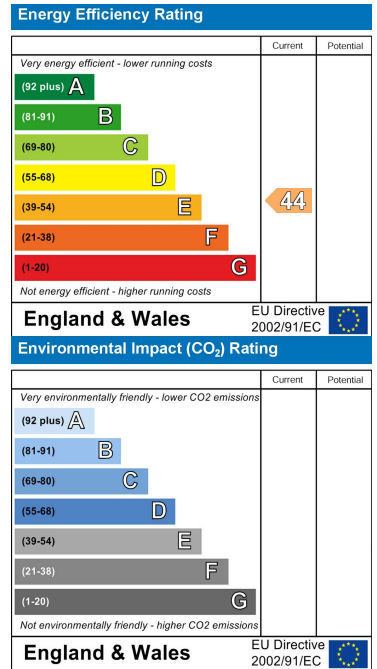 Energy Efficiency Rating
Current Potential
Very energy efficient - lower running costs
(92 plus) A
(81-91) B
(69-80) C
(55-68) D
(39-54) E
44
(21-38) F
(1-20) G
Not energy efficient - higher running costs
England & Wales
EU Directive
2002/91/EC
Environmental Impact (CO₂) Rating
Current Potential
Very environmentally friendly - lower CO2 emissions
(92 plus) A
(81-91) B
(69-80) C
(55-68) D
(39-54) E
(21-38) F
(1-20) G
Not environmentally friendly - higher CO2 emissions
England & Wales
EU Directive
2002/91/EC